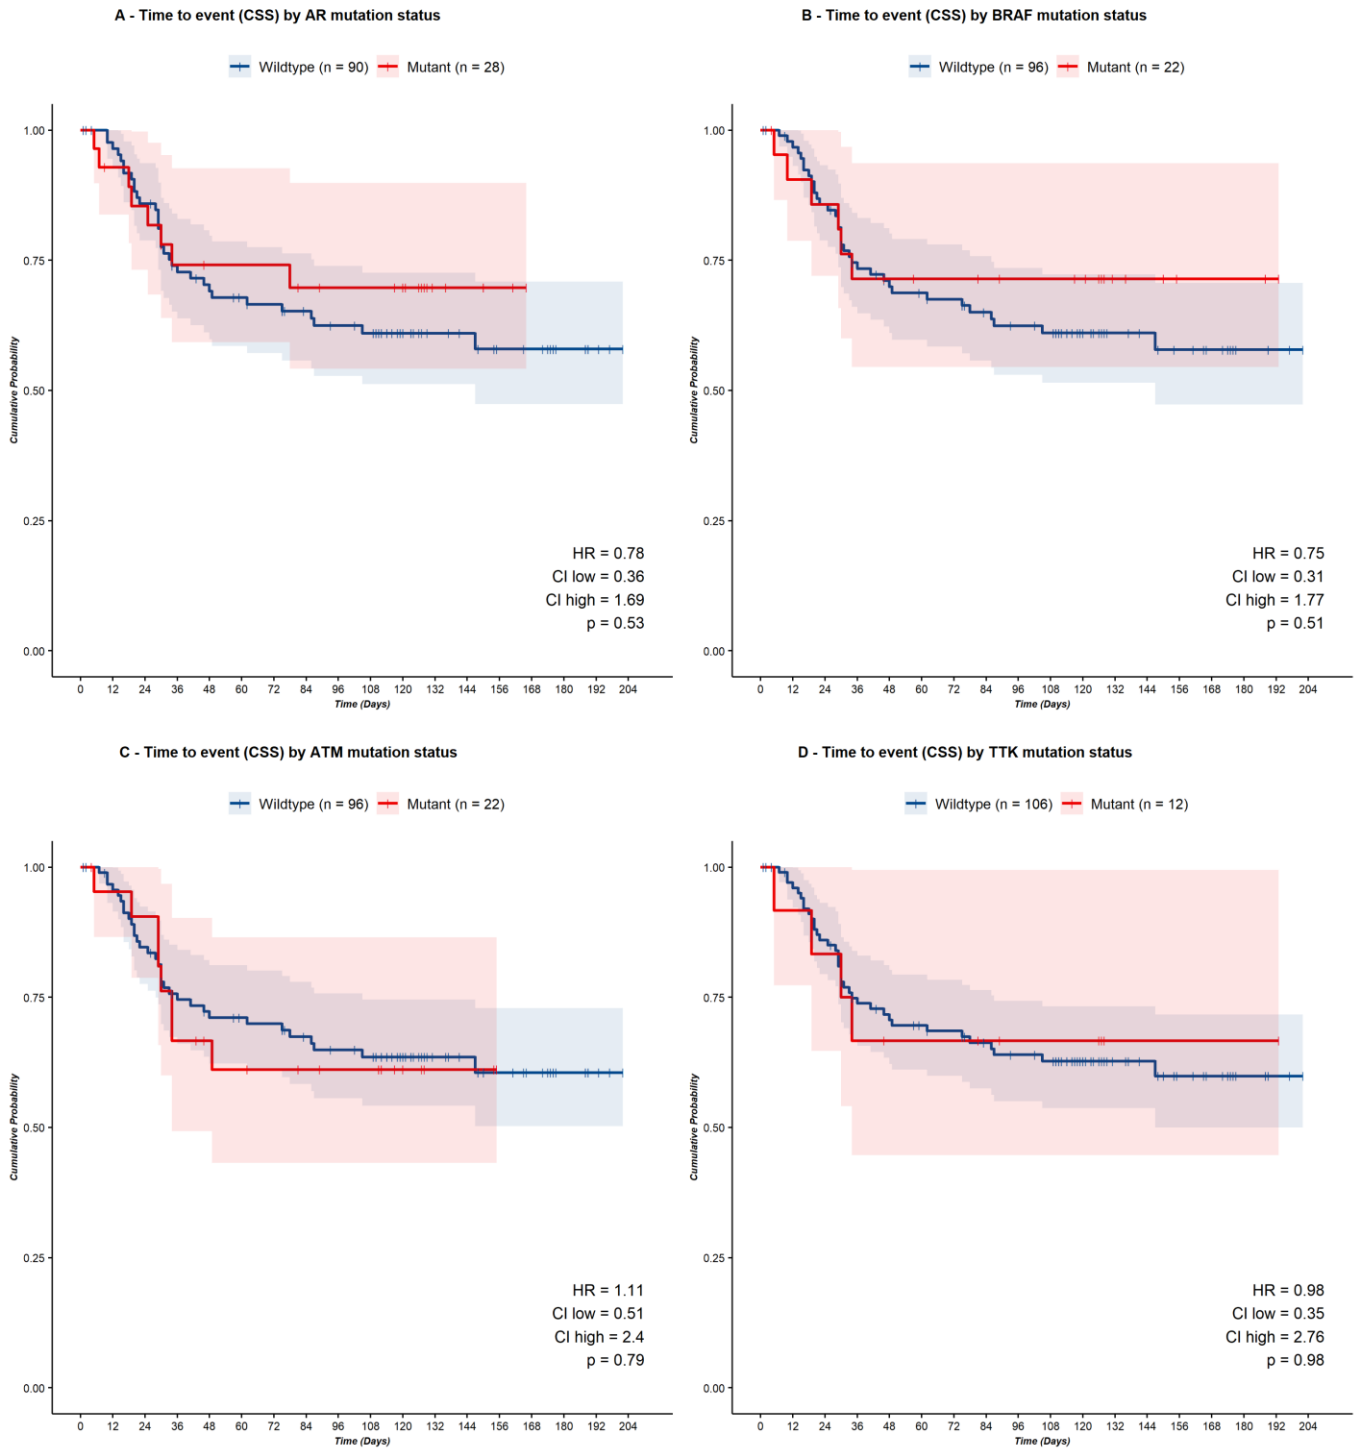 A - Time to event (CSS) by AR mutation status
Wildtype (n = 90) Mutant (n = 28)
1.00
0.75
0.50
0.25
0.00
Cumulative Probability
HR = 0.78
CI low = 0.36
CI high = 1.69
p = 0.53
0 12 24 36 48 60 72 84 96 108 120 132 144 156 168 180 192 204
Time (Days)
B - Time to event (CSS) by BRAF mutation status
Wildtype (n = 96) Mutant (n = 22)
1.00
0.75
0.50
0.25
0.00
Cumulative Probability
HR = 0.75
CI low = 0.31
CI high = 1.77
p = 0.51
0 12 24 36 48 60 72 84 96 108 120 132 144 156 168 180 192 204
Time (Days)
C - Time to event (CSS) by ATM mutation status
Wildtype (n = 96) Mutant (n = 22)
1.00
0.75
0.50
0.25
0.00
Cumulative Probability
HR = 1.11
CI low = 0.51
CI high = 2.4
p = 0.79
0 12 24 36 48 60 72 84 96 108 120 132 144 156 168 180 192 204
Time (Days)
D - Time to event (CSS) by TTK mutation status
Wildtype (n = 106) Mutant (n = 12)
1.00
0.75
0.50
0.25
0.00
Cumulative Probability
HR = 0.98
CI low = 0.35
CI high = 2.76
p = 0.98
0 12 24 36 48 60 72 84 96 108 120 132 144 156 168 180 192 204
Time (Days)